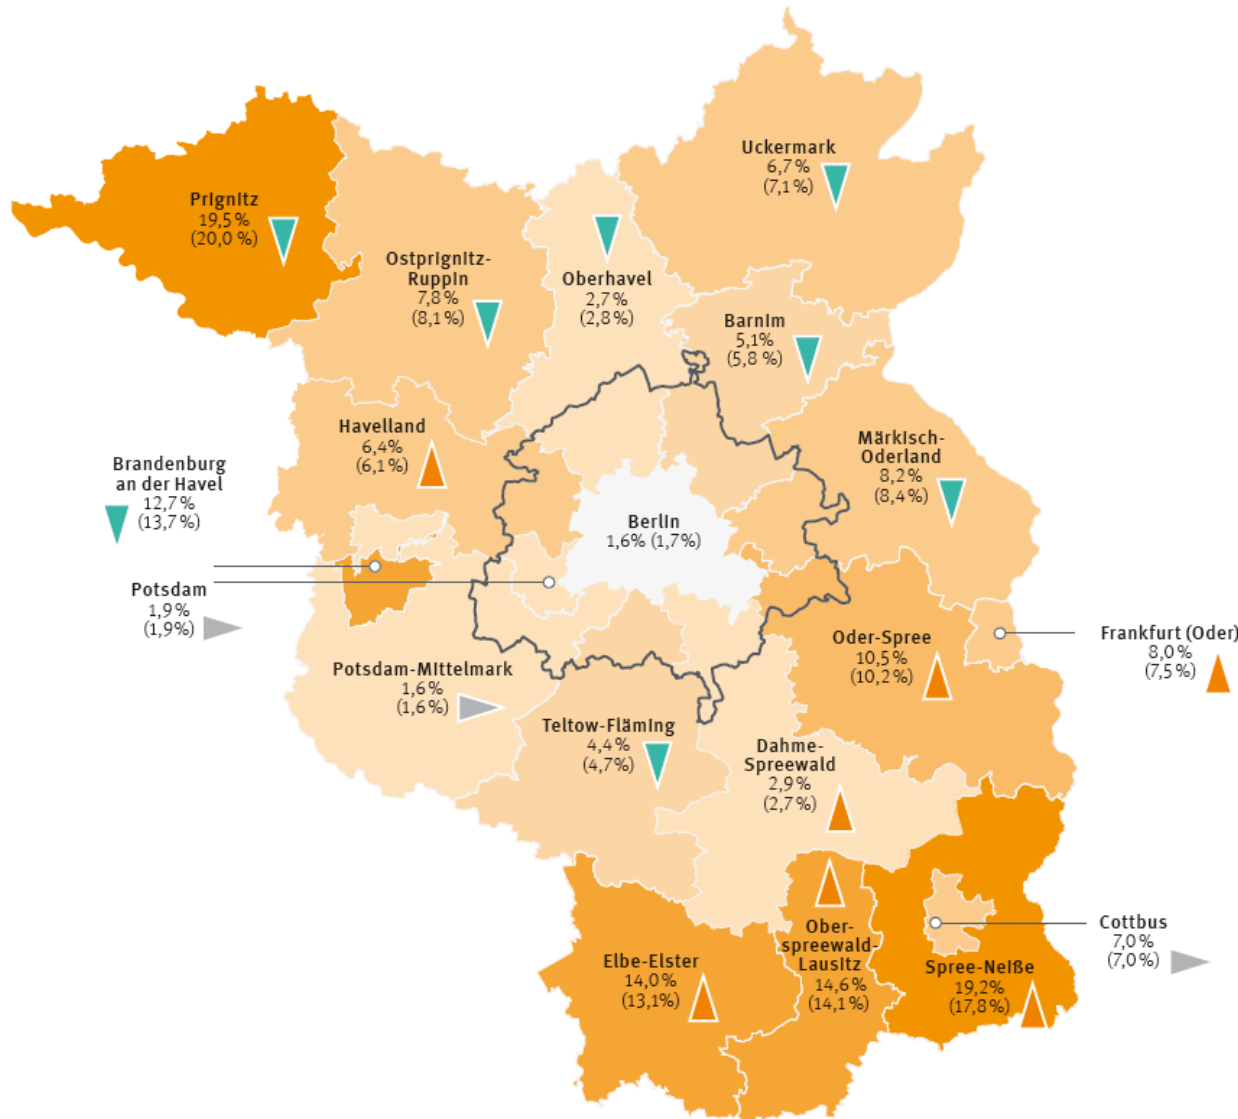 Uckermark
6,7%
(7,1%)
Prignitz
19,5%
(20,0 %)
Ostprignitz-
Ruppin
7,8%
(8,1%)
Oberhavel
2,7%
(2,8%)
Barnim
5,1%
(5,8 %)
Havelland
6,4%
(6,1%)
Märkisch-
Oderland
8,2%
(8,4%)
Brandenburg
an der Havel
12,7%
(13,7%)
Berlin
1,6% (1,7%)
Potsdam
1,9%
(1,9%)
Frankfurt (Oder)
8,0%
(7,5%)
Oder-Spree
10,5%
(10,2%)
Potsdam-Mittelmark
1,6%
(1,6%)
Teltow-Fläming
4,4%
(4,7%)
Dahme-
Spreewald
2,9%
(2,7%)
Cottbus
7,0%
(7,0%)
Elbe-Elster
14,0%
(13,1%)
Ober-
spreewald-
Lausitz
14,6%
(14,1%)
Spree-Neiße
19,2%
(17,8%)